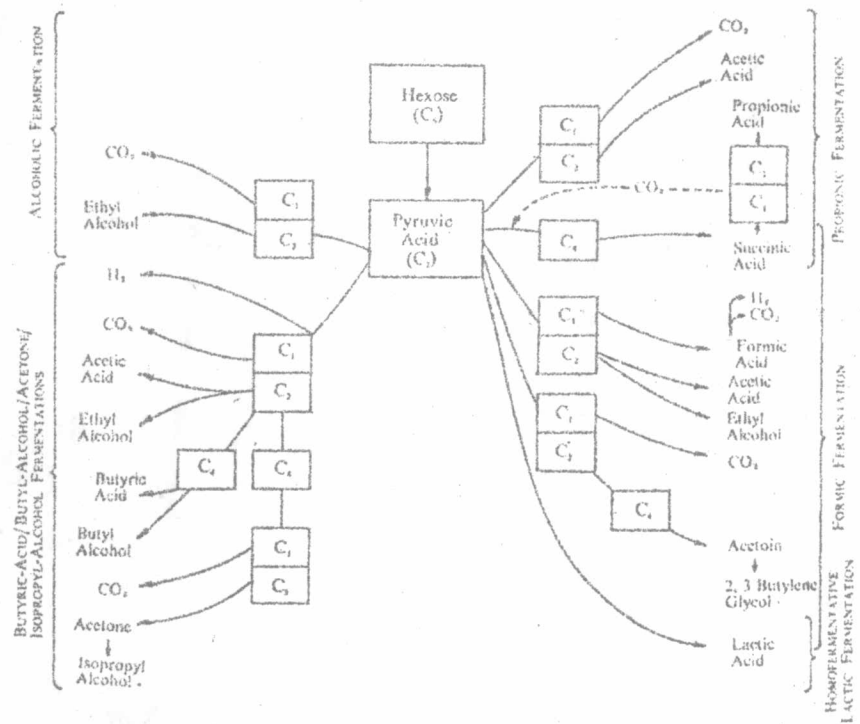 ALCOHOLIC FERMENTATION
CO₂
Ethyl
Alcohol
C₁
C₂
BUTYRIC-ACID/BUTYL-ALCOHOL/ACETONE/
ISOPROPYL-ALCOHOL FERMENTATIONS
H₂
CO₂
Acetic
Acid
Ethyl
Alcohol
Butyric
Acid
Butyl
Alcohol
CO₂
Acetone
Isopropyl
Alcohol.
C₁
C₂
C₄
C₄
C₁
C₃
Hexose
(C₆)
Pyruvic
Acid
(C₃)
C₁
C₂
CO₂
C₄
C₁
C₂
C₁
C₂
C₄
CO₂
Acetic
Acid
Propionic
Acid
C₃
C₁
Succinic
Acid
H₂
CO₂
Formic
Acid
Acetic
Acid
Ethyl
Alcohol
CO₂
Acetoin
2, 3 Butylene
Glycol.
Lactic
Acid
PROPIONIC FERMENTATION
FORMIC FERMENTATION
HOMOFERMENTATIVE
LACTIC FERMENTATION